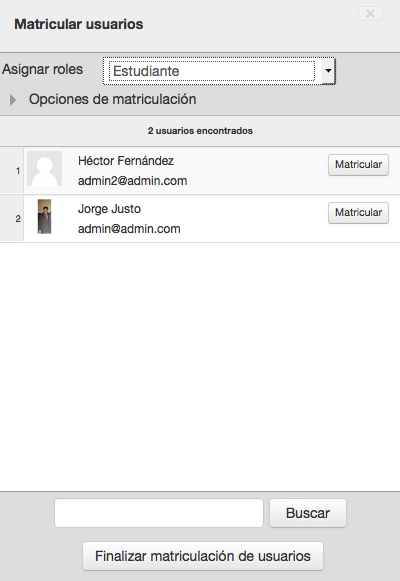 Matricular usuarios
Asignar roles Estudiante
Opciones de matriculación
2 usuarios encontrados
1 Héctor Fernández Matricular
admin2@admin.com
2 Jorge Justo Matricular
admin@admin.com
Buscar
Finalizar matriculación de usuarios